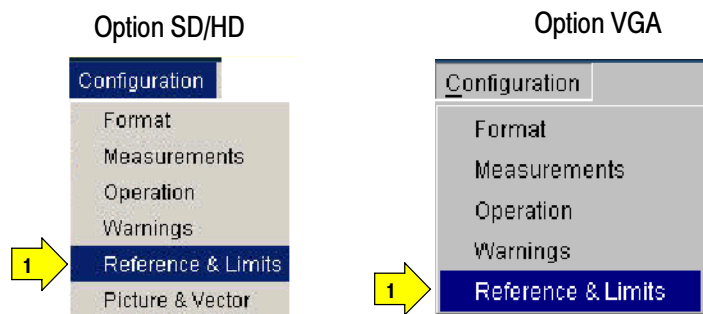 Option SD/HD
Configuration
Format
Measurements
Operation
Warnings
1
Reference & Limits
Picture & Vector
Option VGA
Configuration
Format
Measurements
Operation
Warnings
1
Reference & Limits